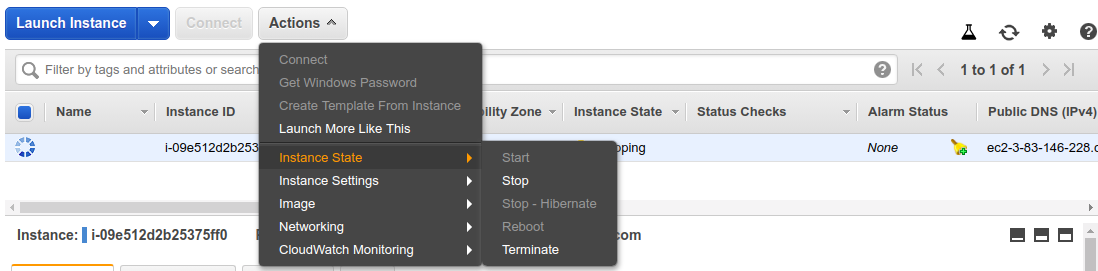 Launch Instance Connect Actions
Connect
Get Windows Password
Create Template From Instance
Launch More Like This
Filter by tags and attributes or search
1 to 1 of 1
Name Instance ID Zone Instance State Status Checks Alarm Status Public DNS (IPv4)
i-09e512d2b253 None ec2-3-83-146-228.c
Instance State
Instance Settings
Image
Networking
CloudWatch Monitoring
Start
Stop
Stop - Hibernate
Reboot
Terminate
Instance: i-09e512d2b25375ff0 com